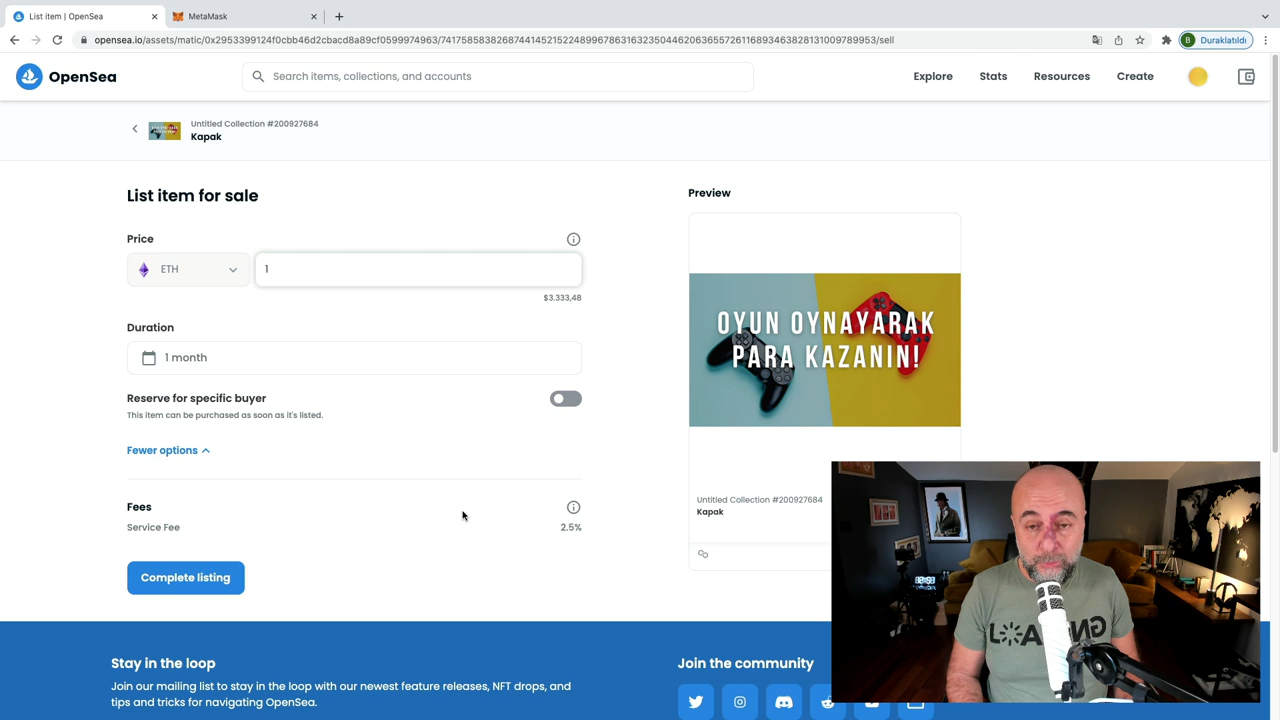 List item | OpenSea
MetaMask
opensea.io/assets/matic/0x2953399124f0cbb46d2cbacd8a89cf0599974963/74175858382687441452152248996786316323504462063655726116893463828131009789953/sell
B
Duraklatıldı
OpenSea
Search items, collections, and accounts
Explore
Stats
Resources
Create
Untitled Collection #200927684
Kapak
List item for sale
Price
ETH
1
$3.333,48
Duration
1 month
Reserve for specific buyer
This item can be purchased as soon as it's listed.
Fewer options
Fees
Service Fee
2.5%
Complete listing
Preview
OYUN OYNAYARAK
PARA KAZANIN!
Untitled Collection #200927684
Kapak
Stay in the loop
Join our mailing list to stay in the loop with our newest feature releases, NFT drops, and
tips and tricks for navigating OpenSea.
Join the community